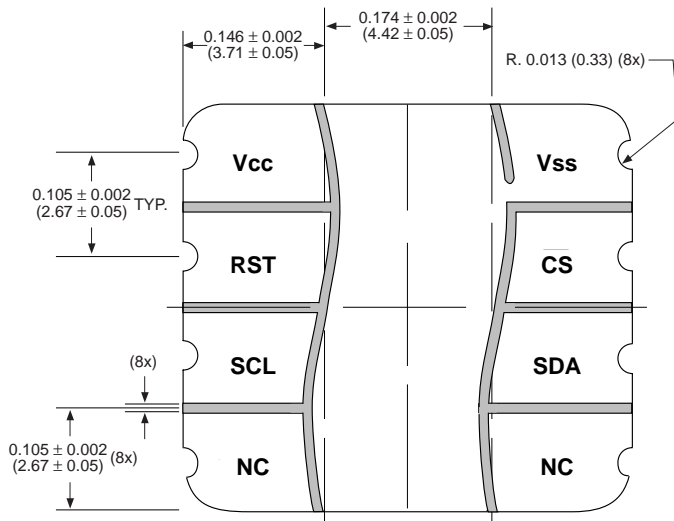 0.146 ± 0.002
(3.71 ± 0.05)
0.174 ± 0.002
(4.42 ± 0.05)
R. 0.013 (0.33) (8x)
Vcc
Vss
0.105 ± 0.002
(2.67 ± 0.05) TYP.
RST
C̅S̅
(8x)
SCL
SDA
0.105 ± 0.002
(2.67 ± 0.05) (8x)
NC
NC